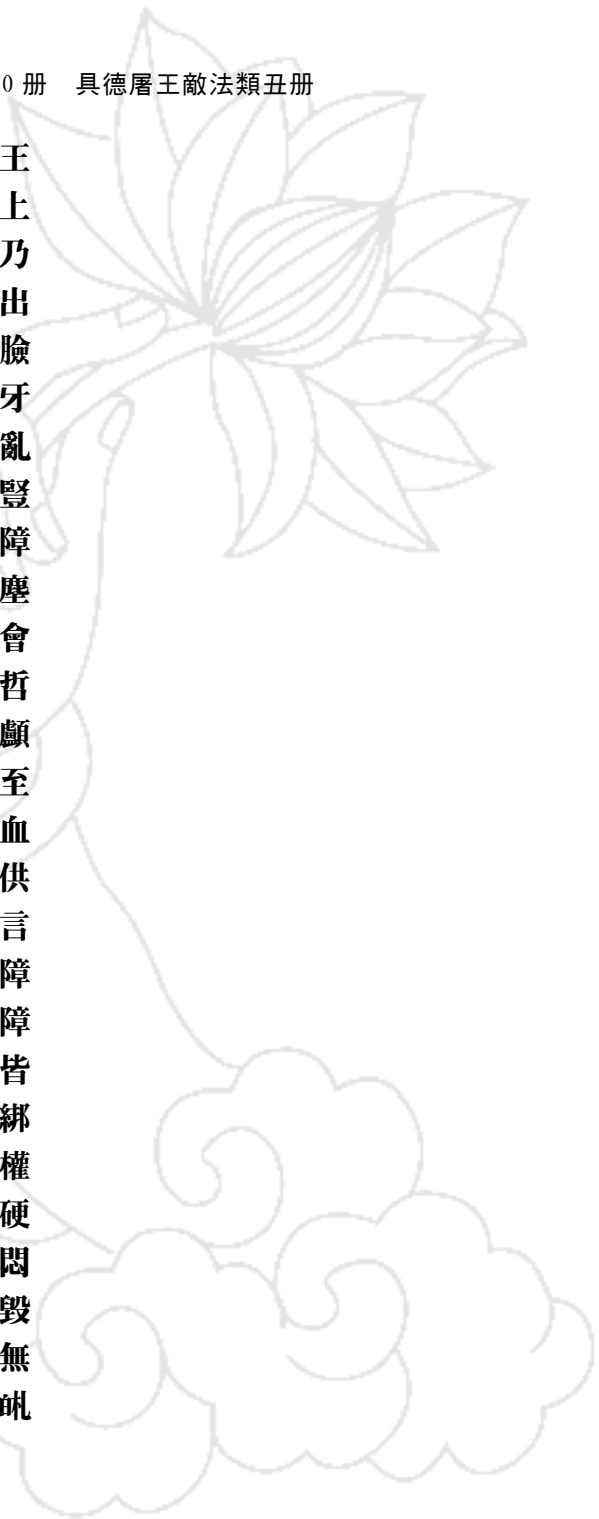 0 册 具德屠王敵法類丑册
王上乃出臉牙亂豎障塵會哲顱至血供言障障皆綁權硬悶毀無